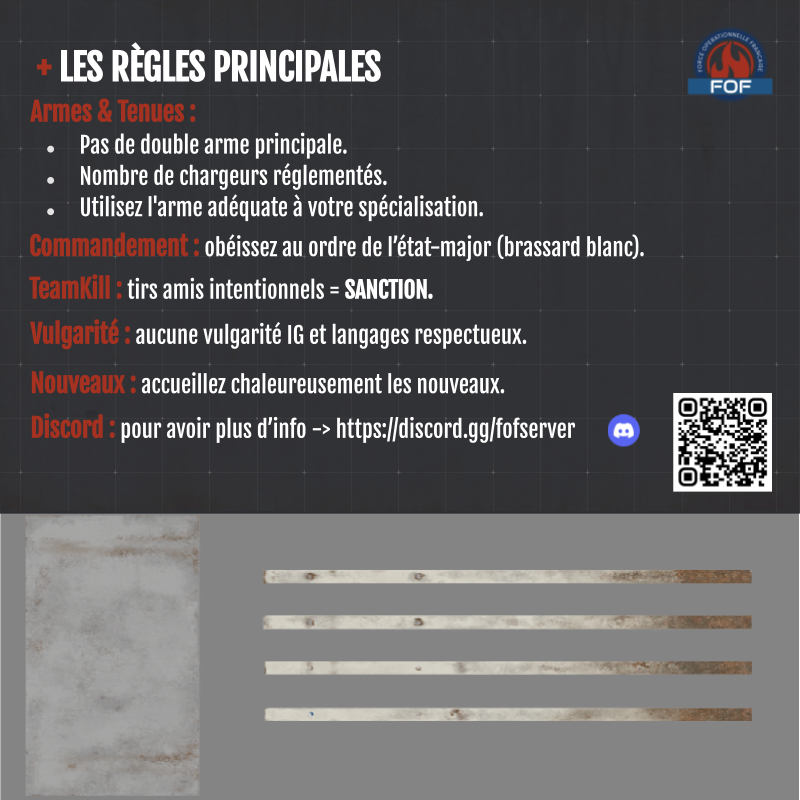 + LES RÈGLES PRINCIPALES
FORCE OPERATIONNELLE FRANÇAISE
FOF
Armes & Tenues :
• Pas de double arme principale.
• Nombre de chargeurs réglementés.
• Utilisez l'arme adéquate à votre spécialisation.
Commandement : obéissez au ordre de l’état-major (brassard blanc).
TeamKill : tirs amis intentionnels = SANCTION.
Vulgarité : aucune vulgarité IG et langages respectueux.
Nouveaux : accueillez chaleureusement les nouveaux.
Discord : pour avoir plus d’info -> https://discord.gg/fofserver